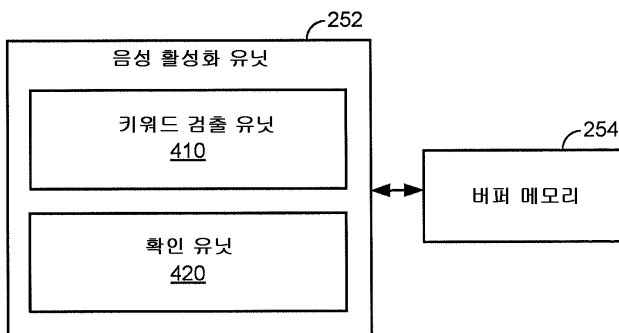 252
음성 활성화 유닛
키워드 검출 유닛
410
확인 유닛
420
254
버퍼 메모리